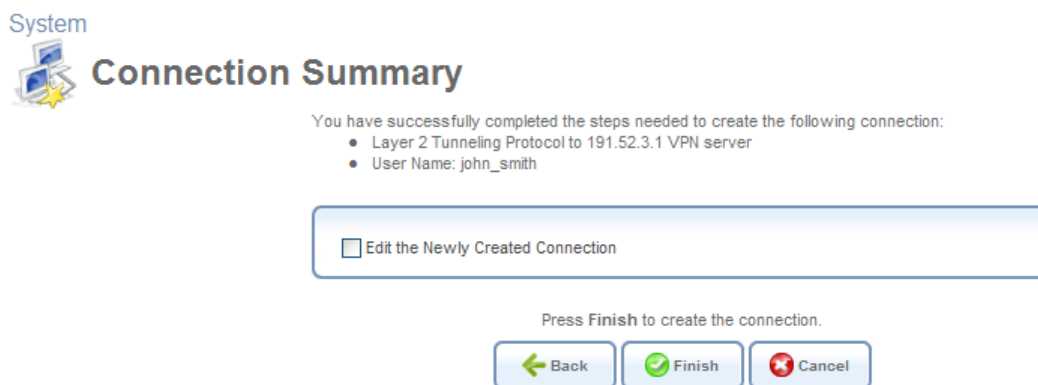 System
Connection Summary
You have successfully completed the steps needed to create the following connection:
● Layer 2 Tunneling Protocol to 191.52.3.1 VPN server
● User Name: john_smith
Edit the Newly Created Connection
Press Finish to create the connection.
Back Finish Cancel